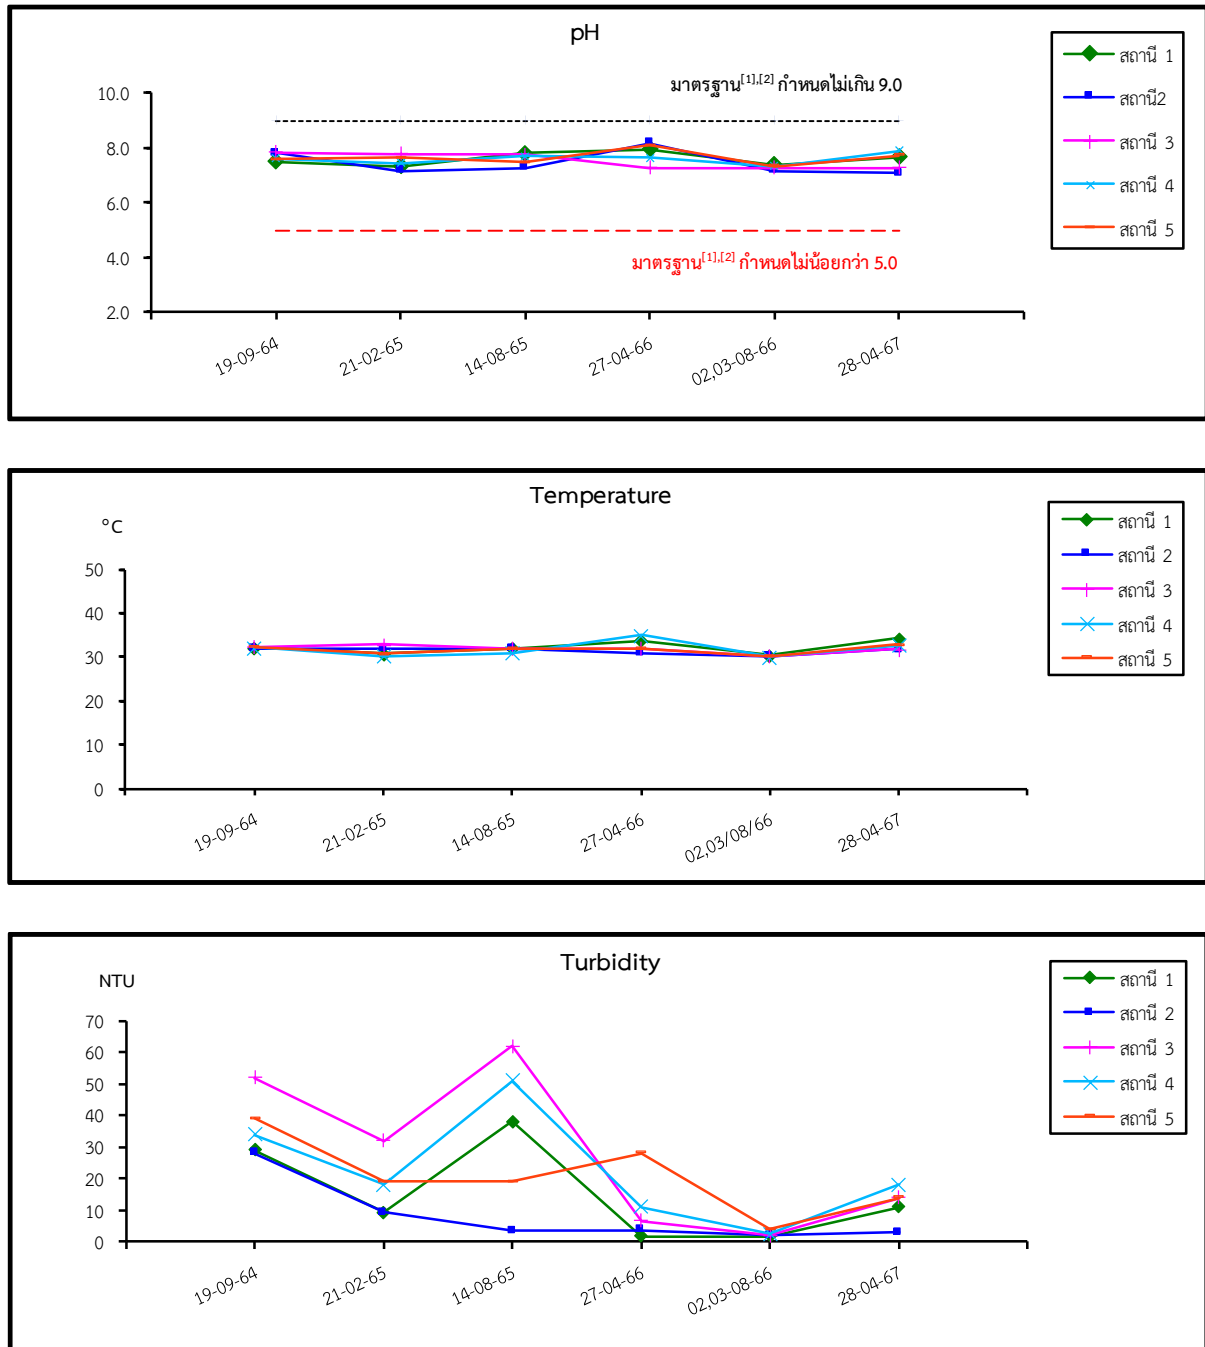 pH
มาตรฐาน[1],[2] กำหนดไม่เกิน 9.0
10.0
8.0
6.0
4.0
2.0
มาตรฐาน[1],[2] กำหนดไม่น้อยกว่า 5.0
19-09-64
21-02-65
14-08-65
27-04-66
02,03-08-66
28-04-67
สถานี 1
สถานี2
สถานี 3
สถานี 4
สถานี 5
Temperature
°C
50
40
30
20
10
0
19-09-64
21-02-65
14-08-65
27-04-66
02,03/08/66
28-04-67
สถานี 1
สถานี 2
สถานี 3
สถานี 4
สถานี 5
Turbidity
NTU
70
60
50
40
30
20
10
0
19-09-64
21-02-65
14-08-65
27-04-66
02,03-08-66
28-04-67
สถานี 1
สถานี 2
สถานี 3
สถานี 4
สถานี 5